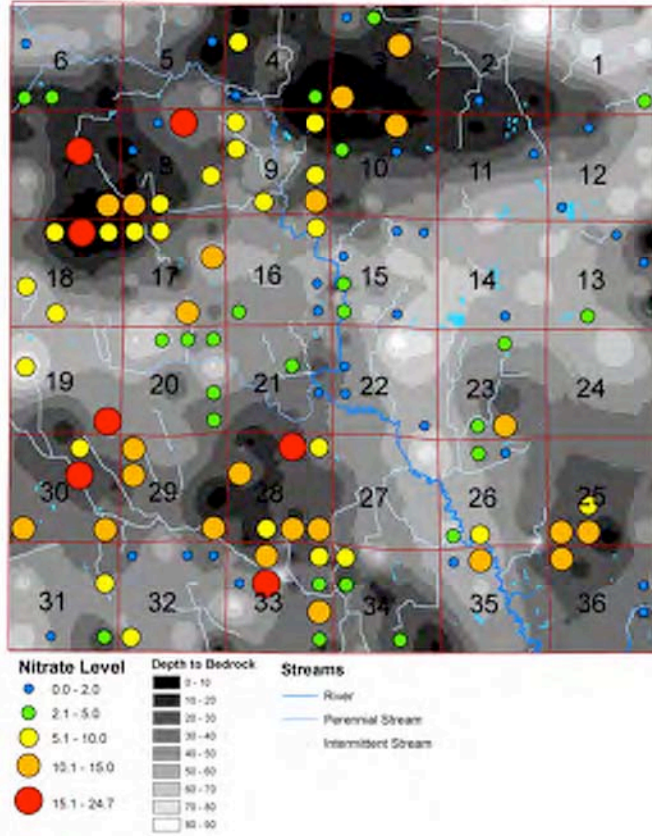 6 5 4 3 2 1
7 8 9 10 11 12
18 17 16 15 14 13
19 20 21 22 23 24
30 29 28 27 26 25
31 32 33 34 35 36
Nitrate Level
0.0 - 2.0
2.1 - 5.0
5.1 - 10.0
10.1 - 15.0
15.1 - 24.7
Depth to Bedrock
0 - 10
10 - 20
20 - 30
30 - 40
40 - 50
50 - 60
60 - 70
70 - 80
80 - 90
Streams
River
Perennial Stream
Intermittent Stream